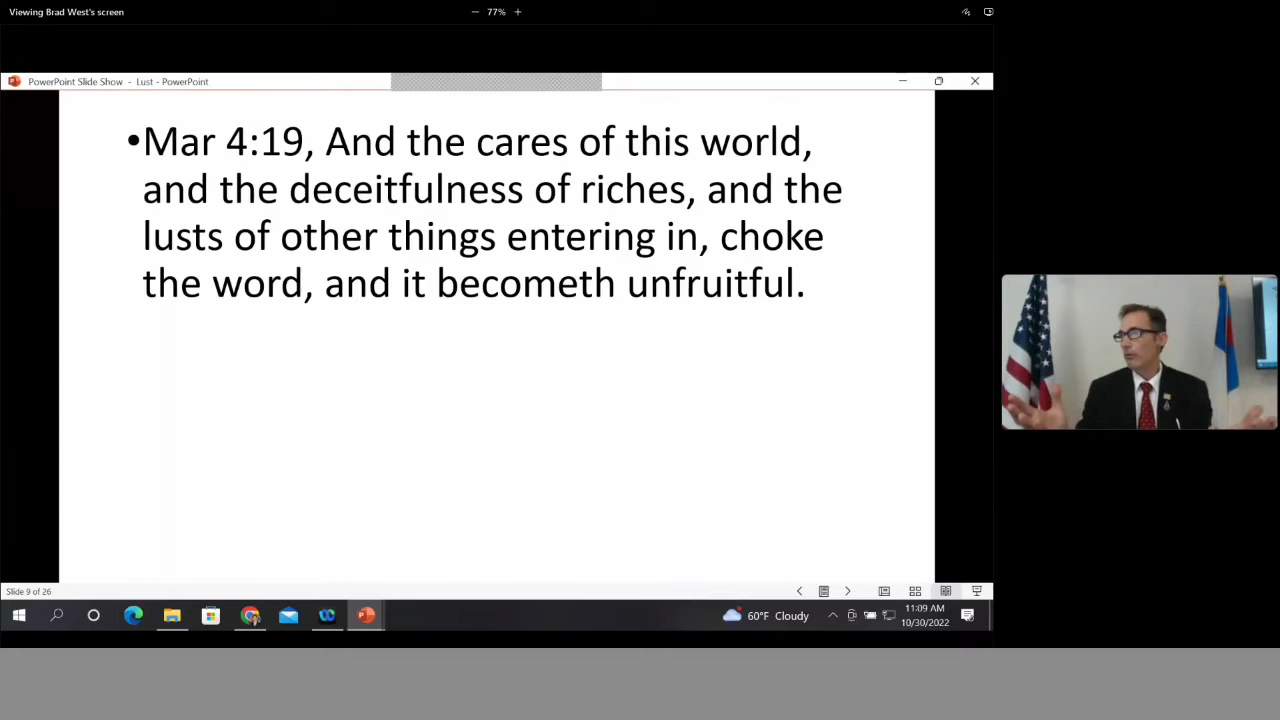 Viewing Brad West's screen
− 77% +
PowerPoint Slide Show - Lust - PowerPoint
•Mar 4:19, And the cares of this world,
and the deceitfulness of riches, and the
lusts of other things entering in, choke
the word, and it becometh unfruitful.
Slide 9 of 26
60°F Cloudy
11:09 AM
10/30/2022